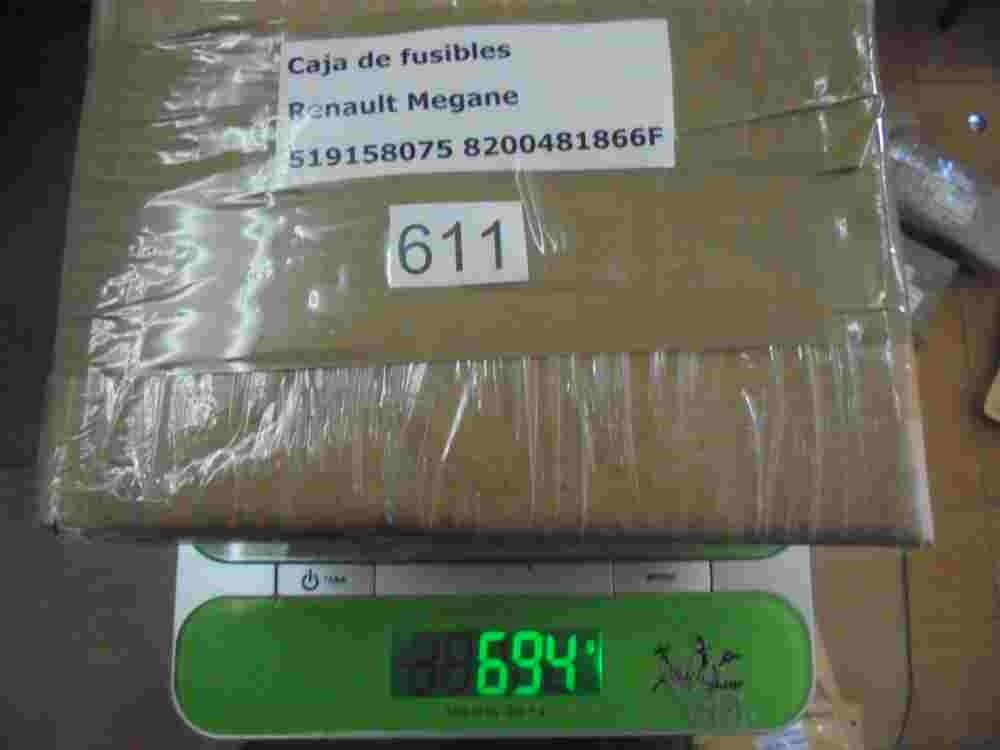 Caja de fusibles
Renault Megane
519158075 8200481866F
611
694